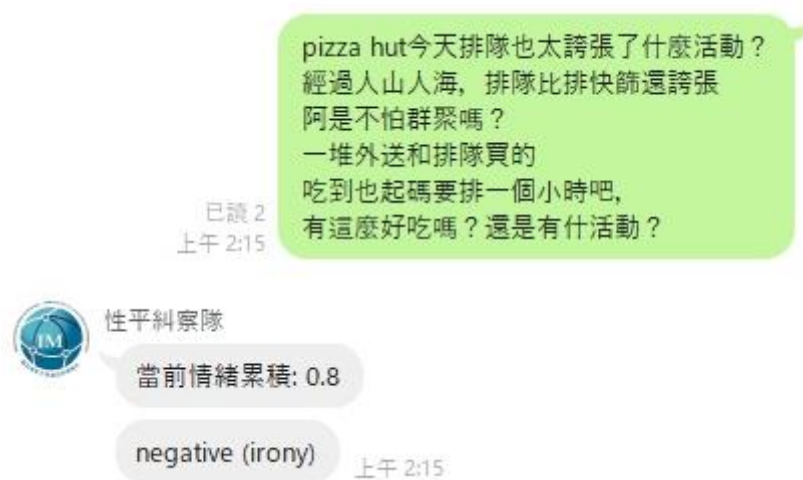 pizza hut今天排隊也太誇張了什麼活動？
經過人山人海，排隊比排快篩還誇張
阿是不怕群聚嗎？
一堆外送和排隊買的
吃到也起碼要排一個小時吧，
有這麼好吃嗎？還是有什活動？
已讀 2
上午 2:15
IM
性平糾察隊
當前情緒累積: 0.8
negative (irony)
上午 2:15